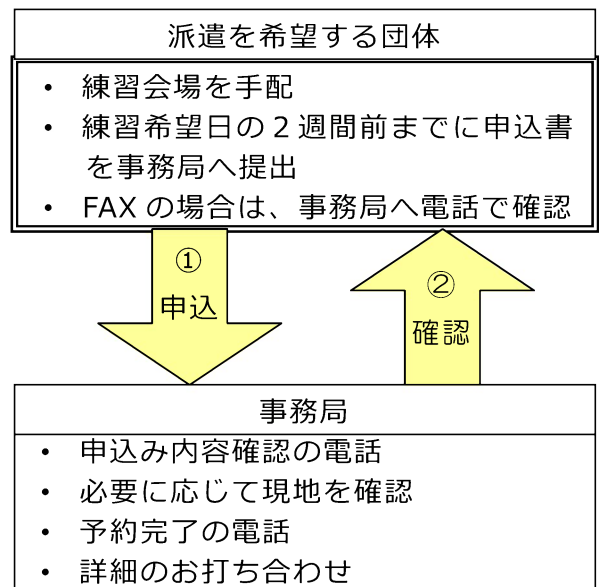 派遣を希望する団体
・ 練習会場を手配
・ 練習希望日の２週間前までに申込書
を事務局へ提出
・ FAX の場合は、事務局へ電話で確認
①
申込
②
確認
事務局
・ 申込み内容確認の電話
・ 必要に応じて現地を確認
・ 予約完了の電話
・ 詳細のお打ち合わせ